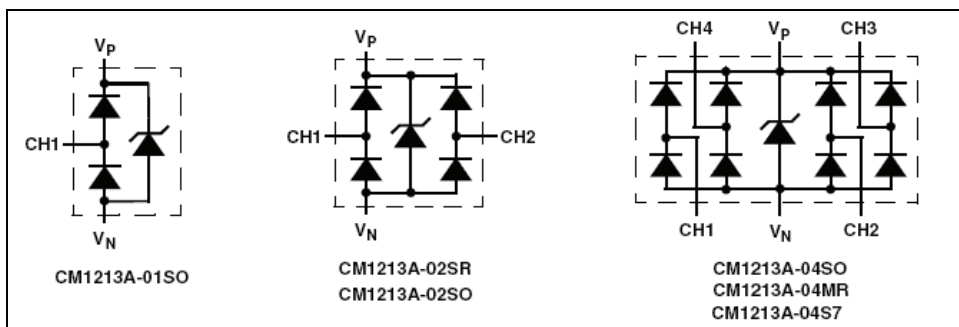 VP
CH1
VN
CM1213A-01SO
VP
CH1
CH2
VN
CM1213A-02SR
CM1213A-02SO
CH4
VP
CH3
CH1
VN
CH2
CM1213A-04SO
CM1213A-04MR
CM1213A-04S7